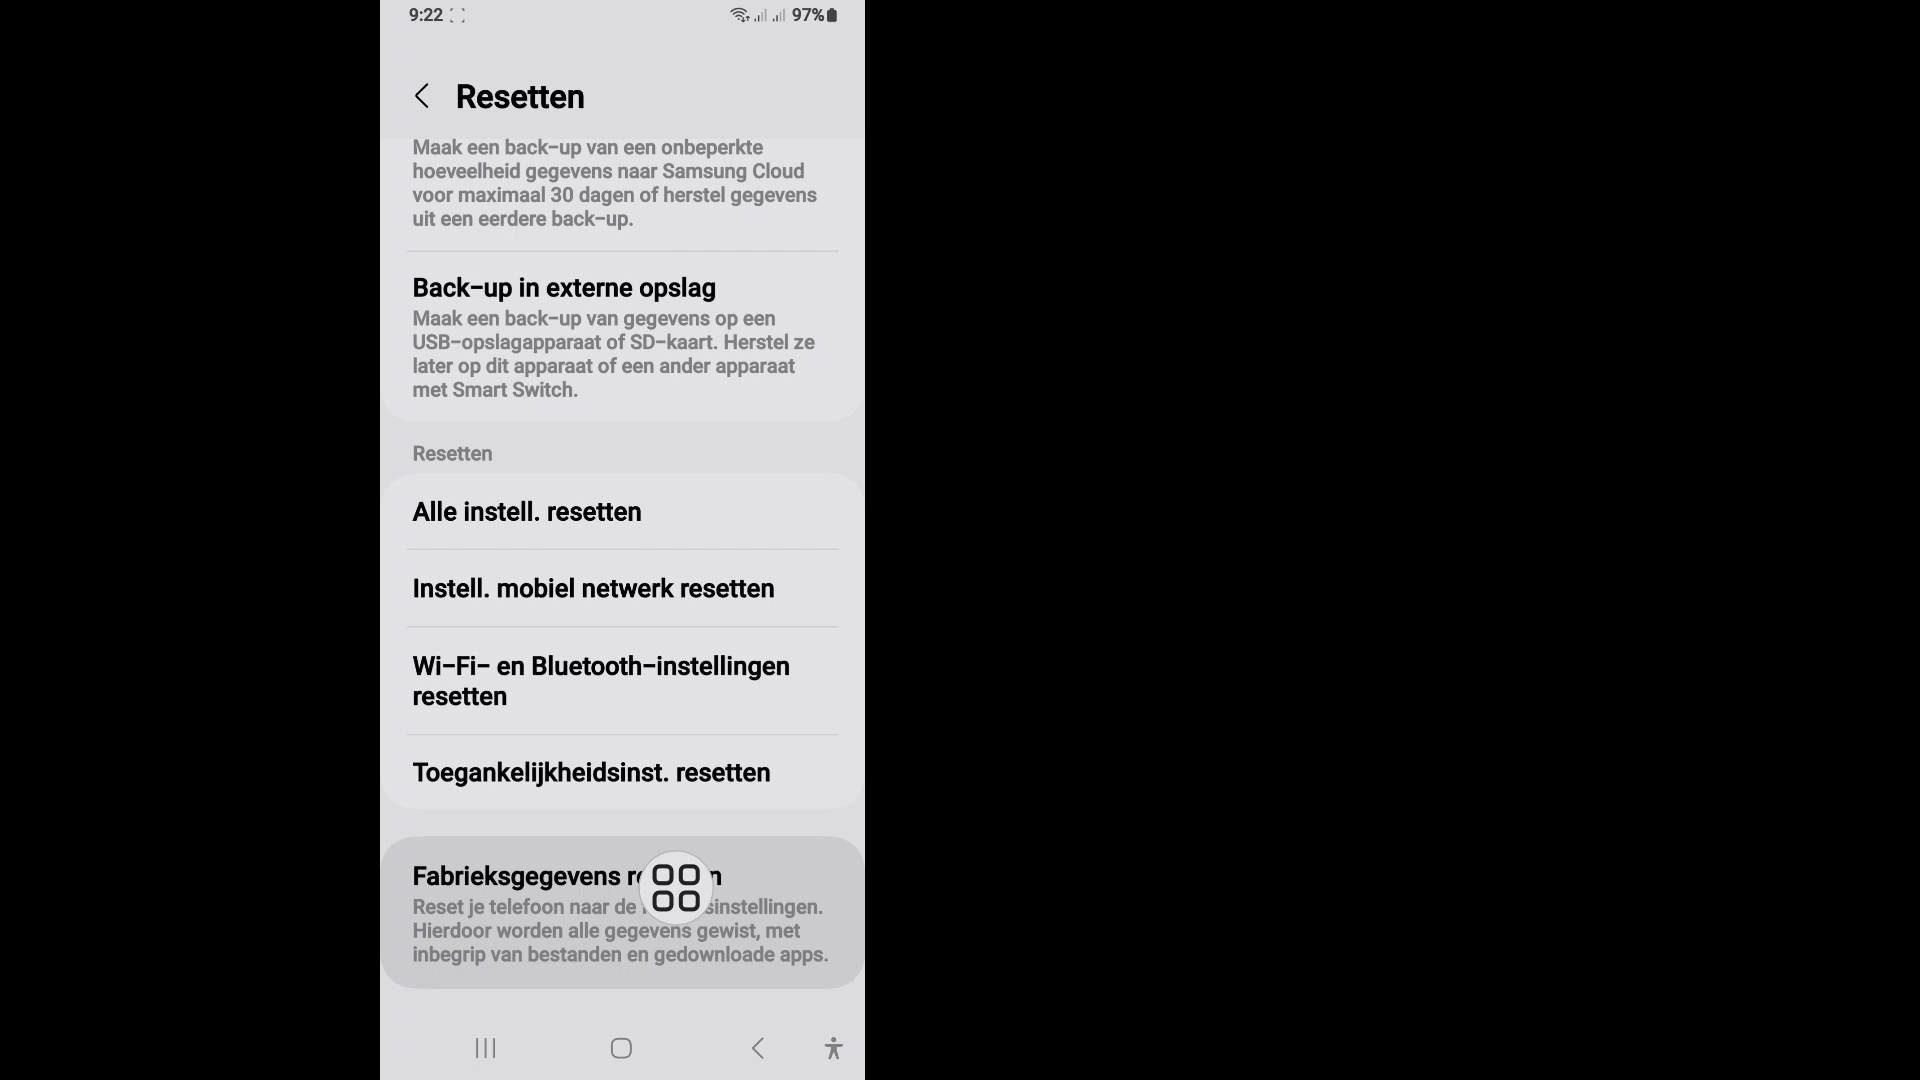 9:22
97%
Resetten
Maak een back-up van een onbeperkte
hoeveelheid gegevens naar Samsung Cloud
voor maximaal 30 dagen of herstel gegevens
uit een eerdere back-up.
Back-up in externe opslag
Maak een back-up van gegevens op een
USB-opslagapparaat of SD-kaart. Herstel ze
later op dit apparaat of een ander apparaat
met Smart Switch.
Resetten
Alle instell. resetten
Instell. mobiel netwerk resetten
Wi-Fi- en Bluetooth-instellingen
resetten
Toegankelijkheidsinst. resetten
Fabrieksgegevens
Reset je telefoon naar de
Hierdoor worden alle gegevens gewist, met
inbegrip van bestanden en gedownloade apps.